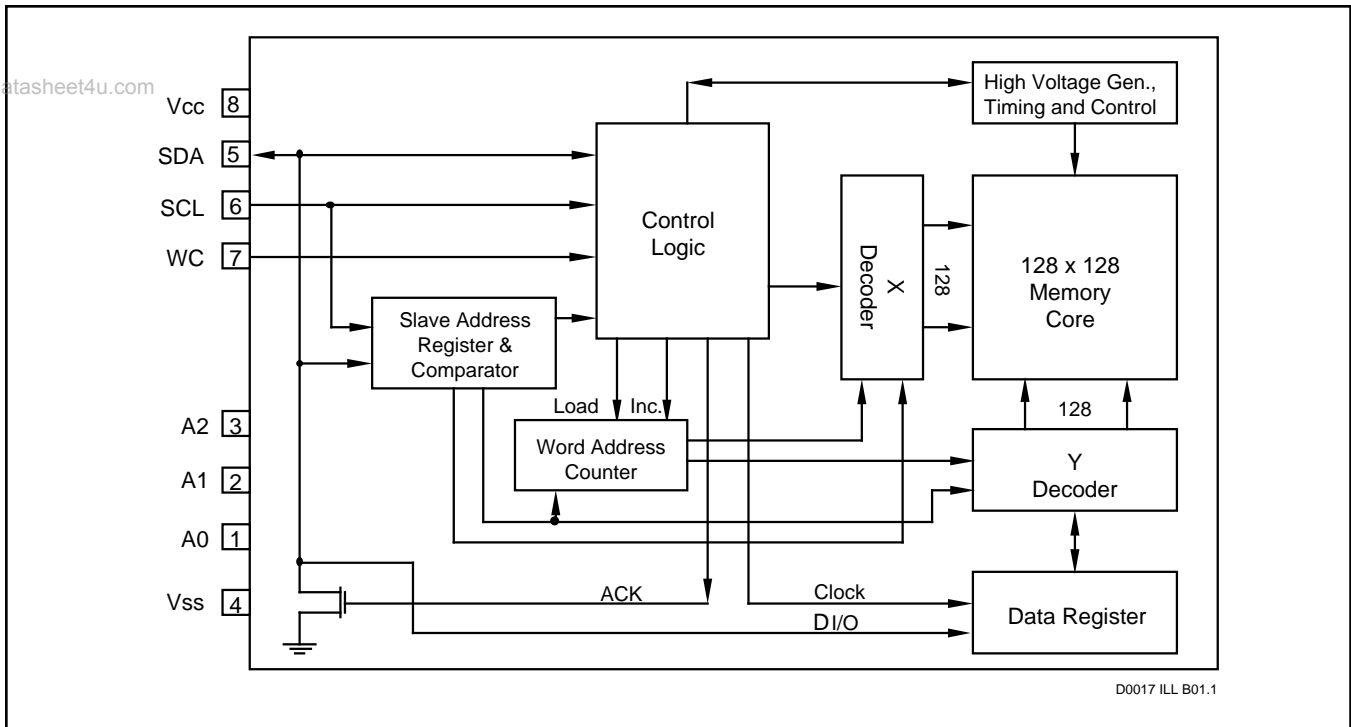 atasheet4u.com
Vcc 8
SDA 5
SCL 6
WC 7
A2 3
A1 2
A0 1
Vss 4
High Voltage Gen.,
Timing and Control
Control
Logic
X
Decoder
128
128 x 128
Memory
Core
Slave Address
Register &
Comparator
Load Inc.
Word Address
Counter
128
Y
Decoder
ACK
Clock
DI/O
Data Register
D0017 ILL B01.1